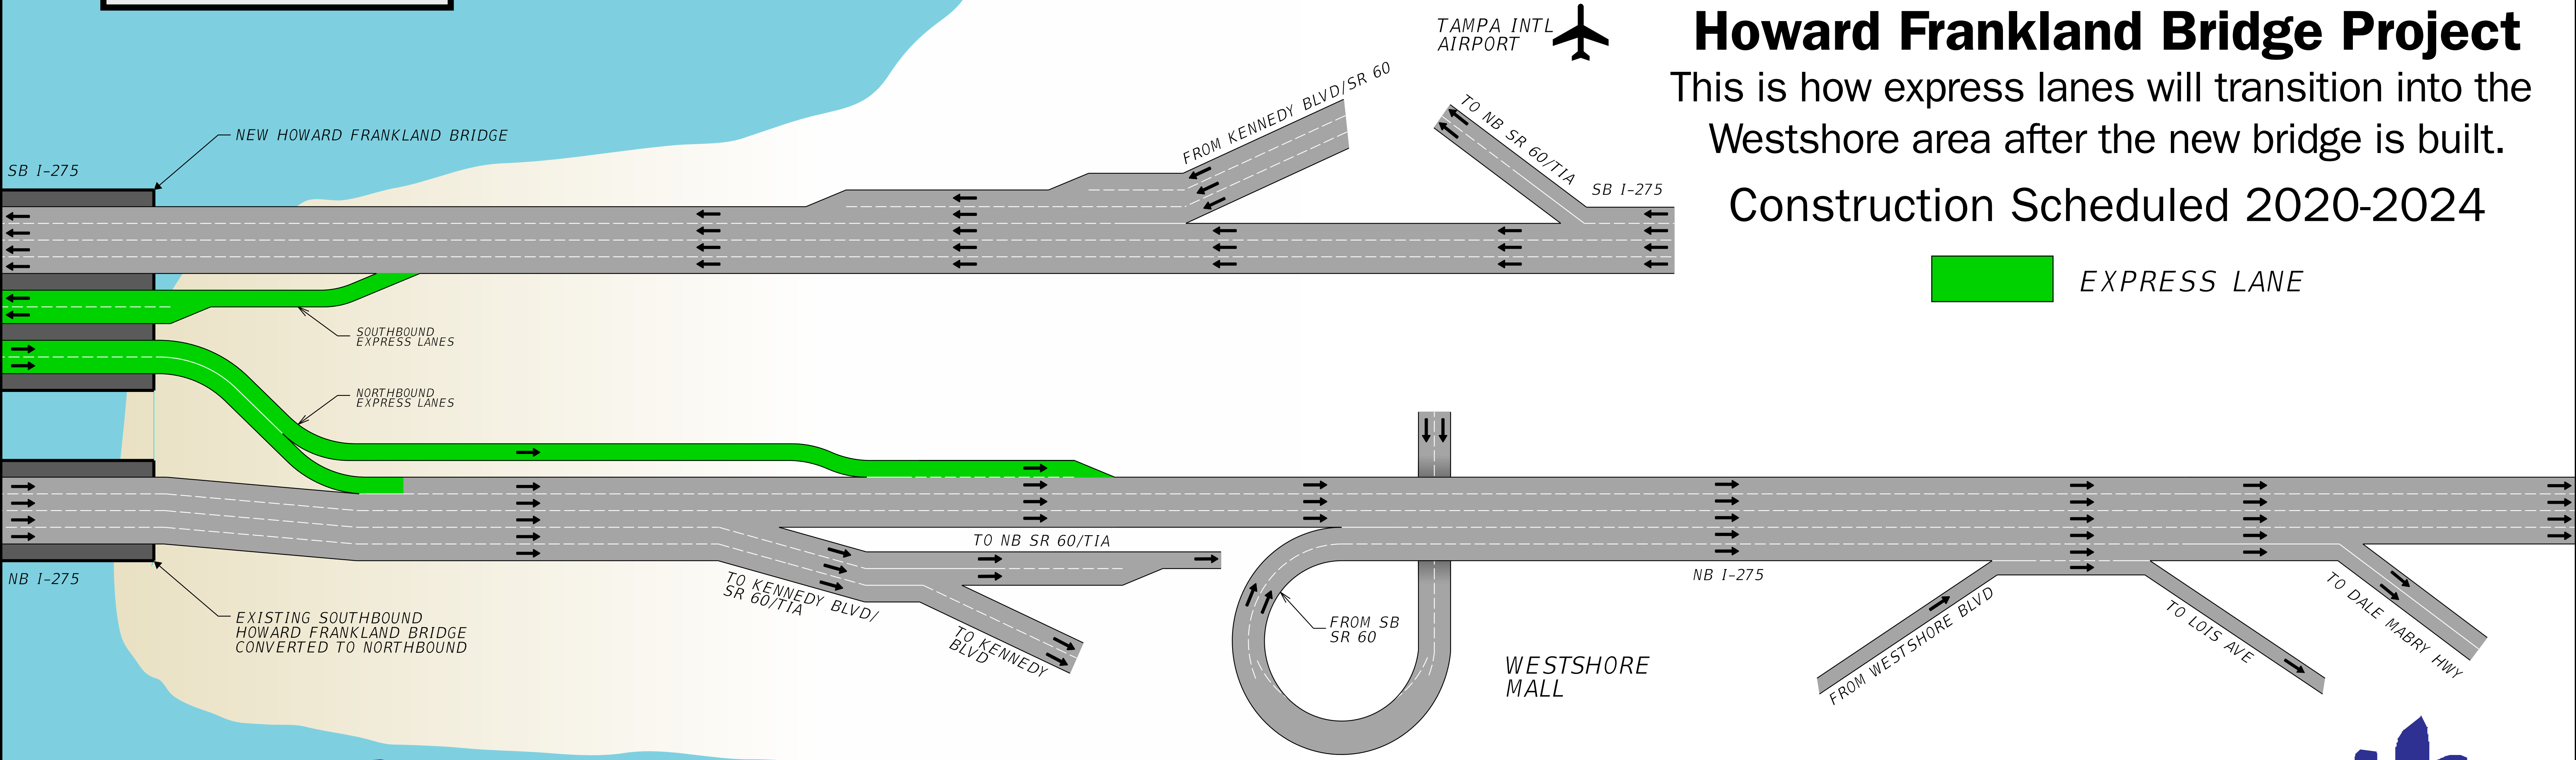 Howard Frankland Bridge Project
This is how express lanes will transition into the
Westshore area after the new bridge is built.
Construction Scheduled 2020-2024
EXPRESS LANE
TAMPA INTL
AIRPORT
FROM KENNEDY BLVD/SR 60
TO NB SR 60/TIA
SB I-275
NEW HOWARD FRANKLAND BRIDGE
SB I-275
SOUTHBOUND
EXPRESS LANES
NORTHBOUND
EXPRESS LANES
NB I-275
EXISTING SOUTHBOUND
HOWARD FRANKLAND BRIDGE
CONVERTED TO NORTHBOUND
TO KENNEDY BLVD/
SR 60/TIA
TO NB SR 60/TIA
TO KENNEDY
BLVD
FROM SB
SR 60
WESTSHORE
MALL
NB I-275
FROM WESTSHORE BLVD
TO LOIS AVE
TO DALE MABRY HWY